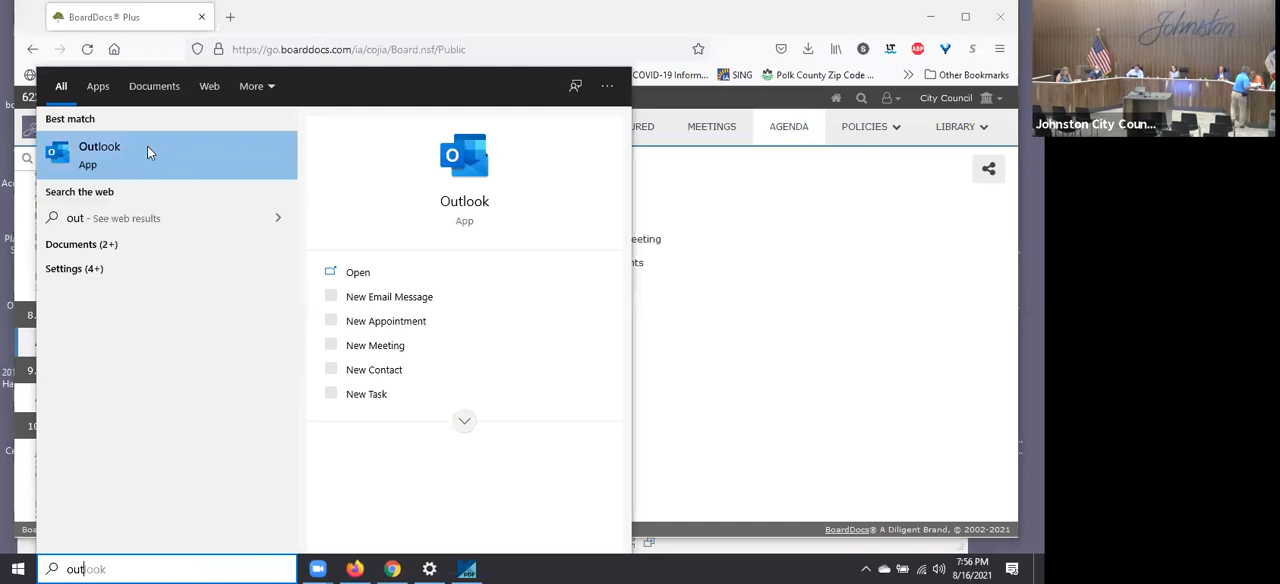 BoardDocs® Plus
https://go.boarddocs.com/ia/cojia/Board.nsf/Public
COVID-19 Inform... SING Polk County Zip Code ... Other Bookmarks
All Apps Documents Web More
City Council
URED MEETINGS AGENDA POLICIES LIBRARY
Best match
Outlook
App
Search the web
out - See web results
Documents (2+)
Settings (4+)
Outlook
App
Open
New Email Message
New Appointment
New Meeting
New Contact
New Task
eeting
nts
8.
9.
10
BoardDocs® A Diligent Brand, © 2002-2021
outlook
7:56 PM
8/16/2021
Johnston
Johnston City Coun...